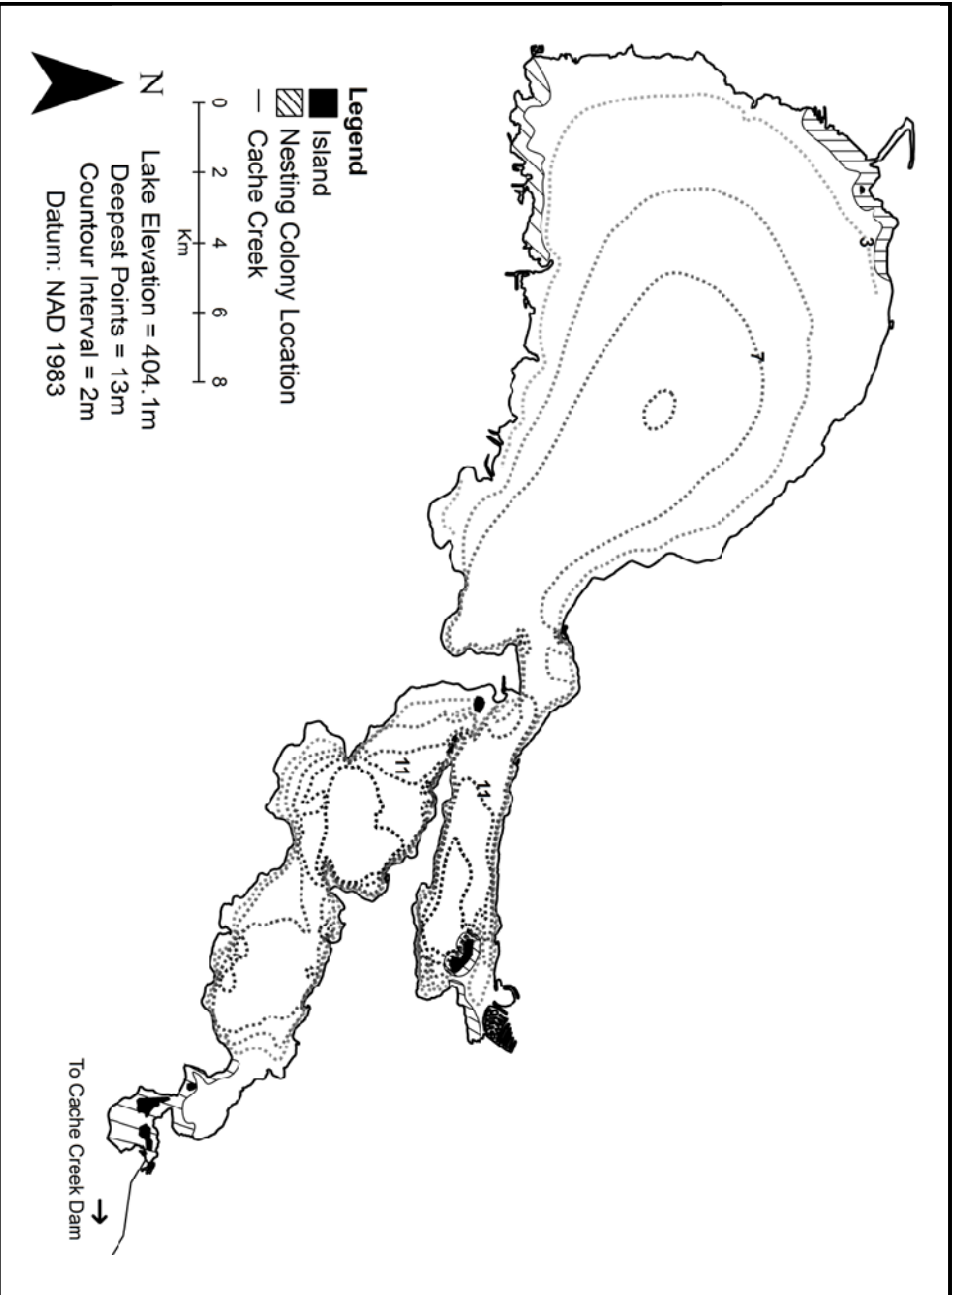 Legend
Island
Nesting Colony Location
Cache Creek
0 2 4 6 8
Km
N
Lake Elevation = 404.1m
Deepest Points = 13m
Countour Interval = 2m
Datum: NAD 1983
3
7
11
11
To Cache Creek Dam